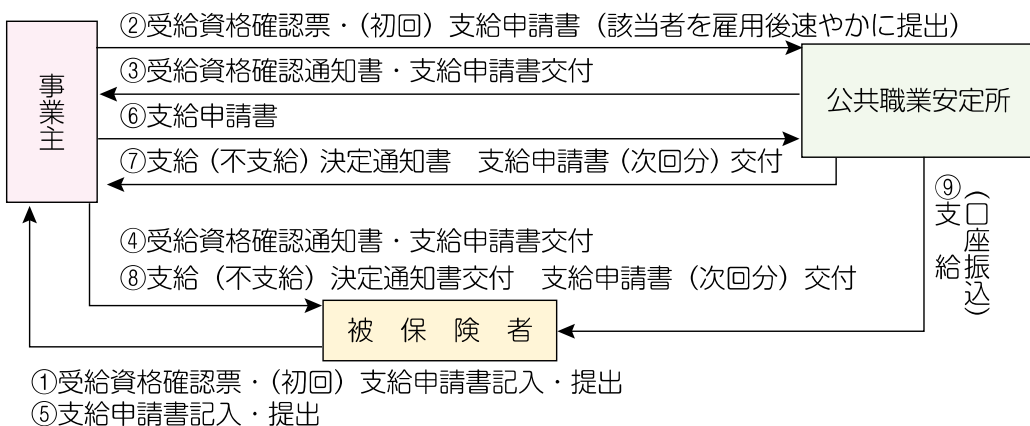 ②受給資格確認票・(初回) 支給申請書 (該当者を雇用後速やかに提出)
事業主
③受給資格確認通知書・支給申請書交付
公共職業安定所
⑥支給申請書
⑦支給 (不支給) 決定通知書　支給申請書 (次回分) 交付
⑨支給
(口座振込)
④受給資格確認通知書・支給申請書交付
⑧支給 (不支給) 決定通知書交付　支給申請書 (次回分) 交付
被保険者
①受給資格確認票・(初回) 支給申請書記入・提出
⑤支給申請書記入・提出